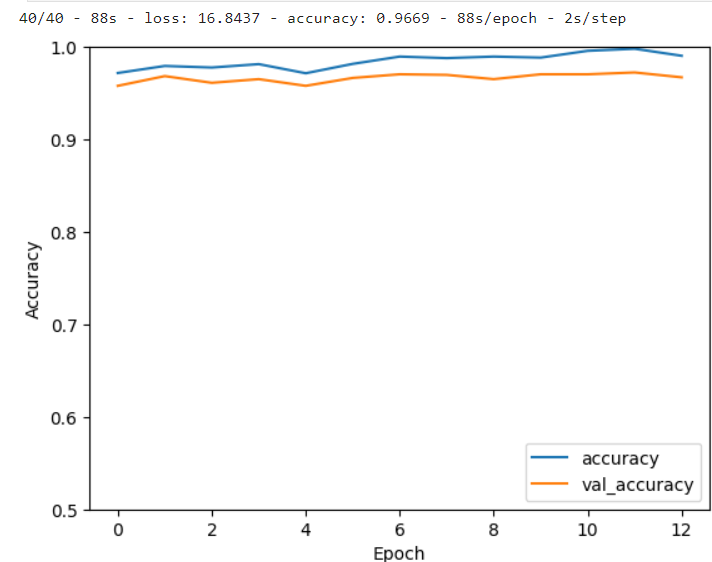 40/40 - 88s - loss: 16.8437 - accuracy: 0.9669 - 88s/epoch - 2s/step
1.0
0.9
0.8
0.7
0.6
0.5
Accuracy
accuracy
val_accuracy
0 2 4 6 8 10 12
Epoch